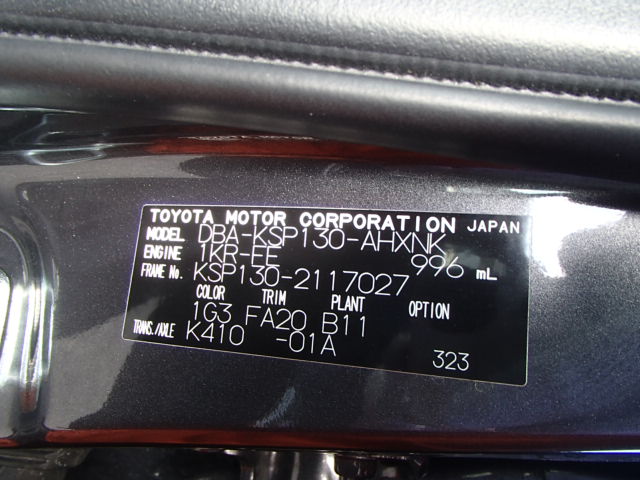 TOYOTA MOTOR CORPORATION JAPAN
MODEL DBA-KSP130-AHXNK
ENGINE 1KR-FE 996 mL
FRAME No. KSP130-2117027
COLOR TRIM PLANT OPTION
1G3 FA20 B11
TRANS./AXLE K410 -01A
323